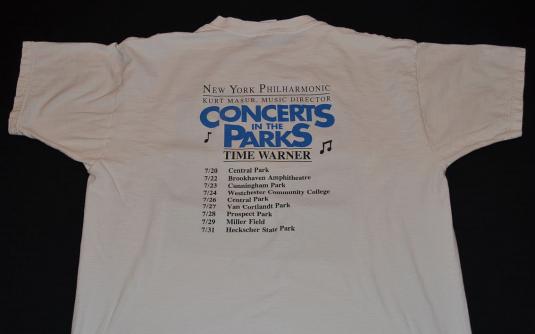 NEW YORK PHILHARMONIC
KURT MASUR, MUSIC DIRECTOR
CONCERTS
IN THE
PARKS
TIME WARNER
7/20 Central Park
7/22 Brookhaven Amphitheatre
7/23 Cunningham Park
7/24 Westchester Community College
7/26 Central Park
7/27 Van Cortlandt Park
7/28 Prospect Park
7/29 Miller Field
7/31 Heckscher State Park